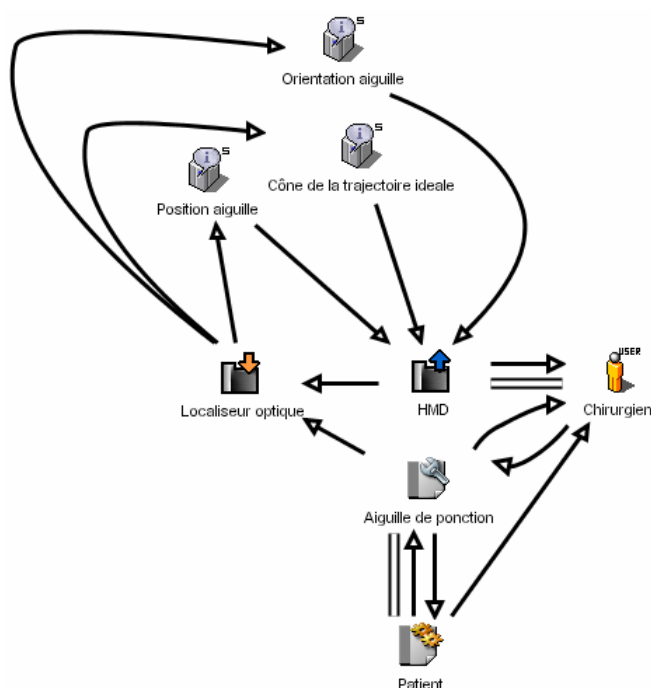 S
Orientation aiguille
S
Cône de la trajectoire ideale
S
Position aiguille
USER
Localiseur optique
HMD
Chirurgien
Aiguille de ponction
Patient